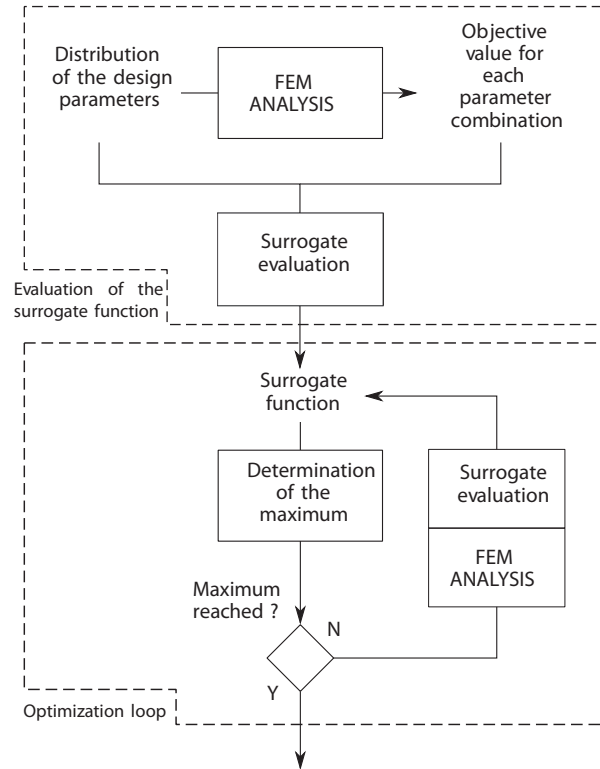 Distribution
of the design
parameters
FEM
ANALYSIS
Objective
value for
each
parameter
combination
Surrogate
evaluation
Evaluation of the
surrogate function
Surrogate
function
Determination
of the
maximum
Surrogate
evaluation
FEM
ANALYSIS
Maximum
reached ?
N
Y
Optimization loop